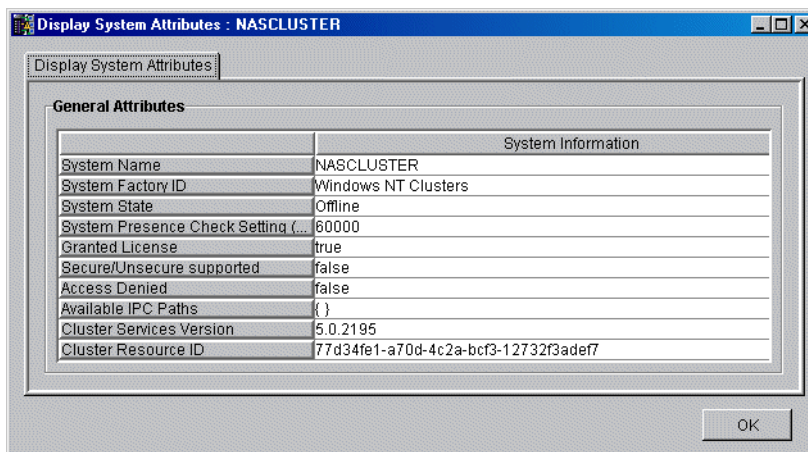 Display System Attributes : NASCLUSTER
Display System Attributes
General Attributes
System Information
System Name NASCLUSTER
System Factory ID Windows NT Clusters
System State Offline
System Presence Check Setting (... 60000
Granted License true
Secure/Unsecure supported false
Access Denied false
Available IPC Paths { }
Cluster Services Version 5.0.2195
Cluster Resource ID 77d34fe1-a70d-4c2a-bcf3-12732f3adef7
OK